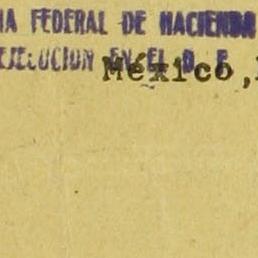 IA FEDERAL DE HACIENDA
EJECUCION EN EL D. F.
México,